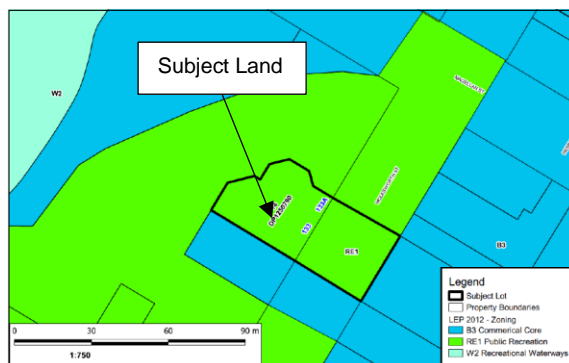 Subject Land
W2
DP1250790
133
133A
RE1
B3
Legend
Subject Lot
Property Boundaries
LEP 2012 - Zoning
B3 Commerical Core
RE1 Public Recreation
W2 Recreational Waterways
0 30 60 90 m
1:750